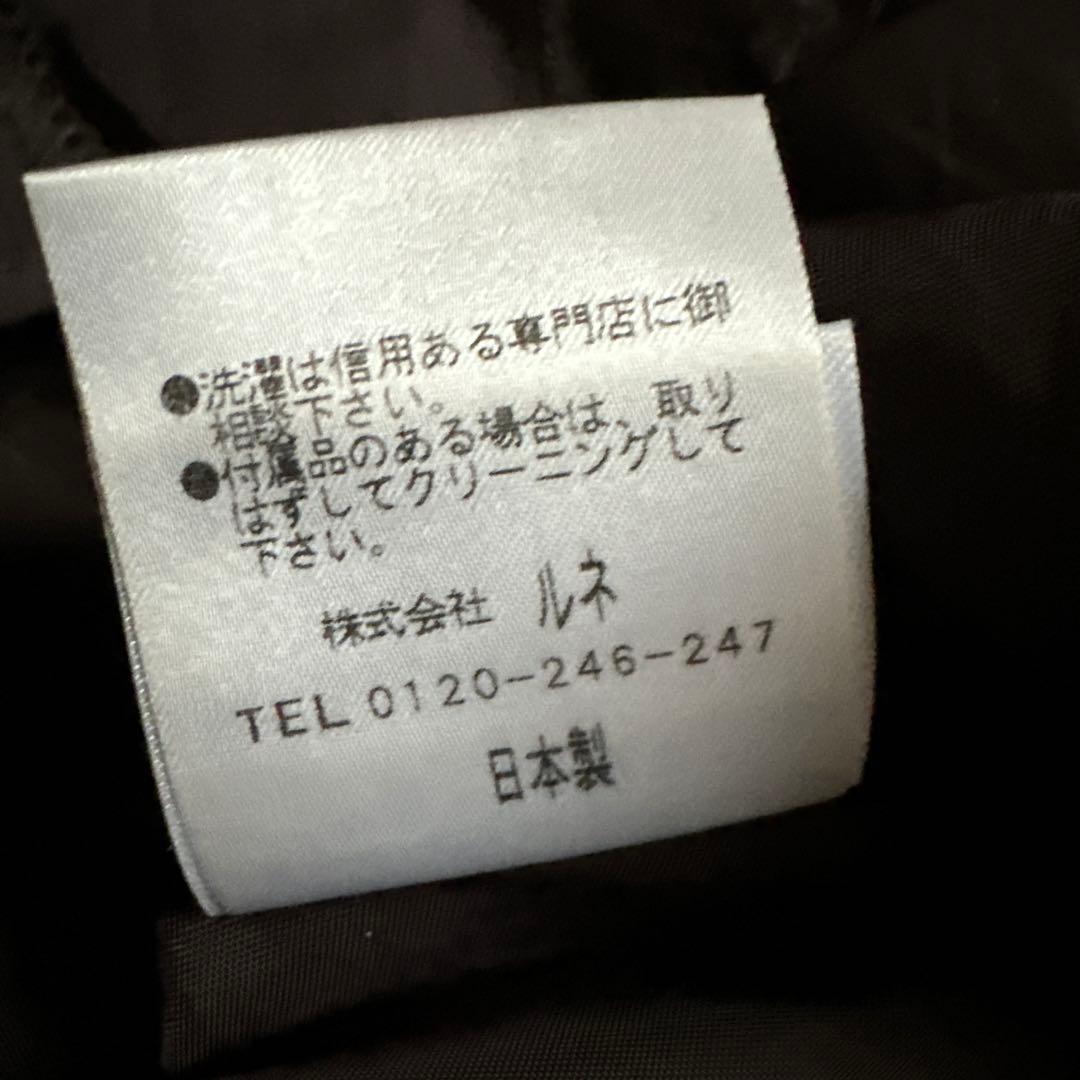 ●洗濯は信用ある専門店に御
相談下さい。
●付属品のある場合は、取り
はずしてクリーニングして
下さい。
株式会社 ルネ
TEL 0120-246-247
日本製